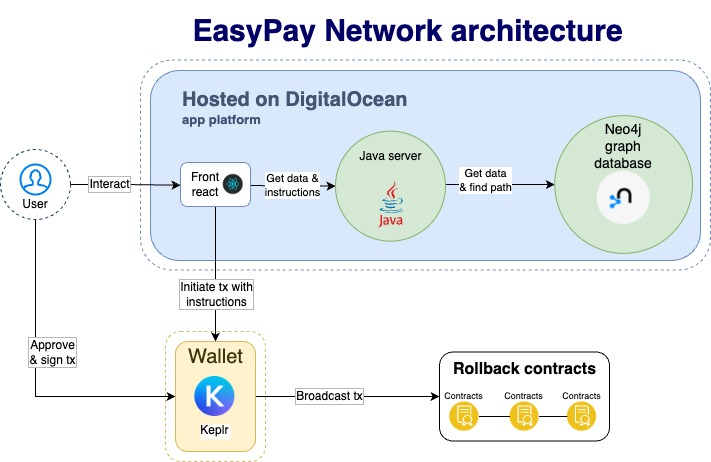 EasyPay Network architecture
Hosted on DigitalOcean
app platform
Neo4j
graph
database
Java server
Front
react
Interact
Get data &
instructions
Get data
& find path
User
Java
Initiate tx with
instructions
Approve
& sign tx
Wallet
K
Keplr
Broadcast tx
Rollback contracts
Contracts
Contracts
Contracts